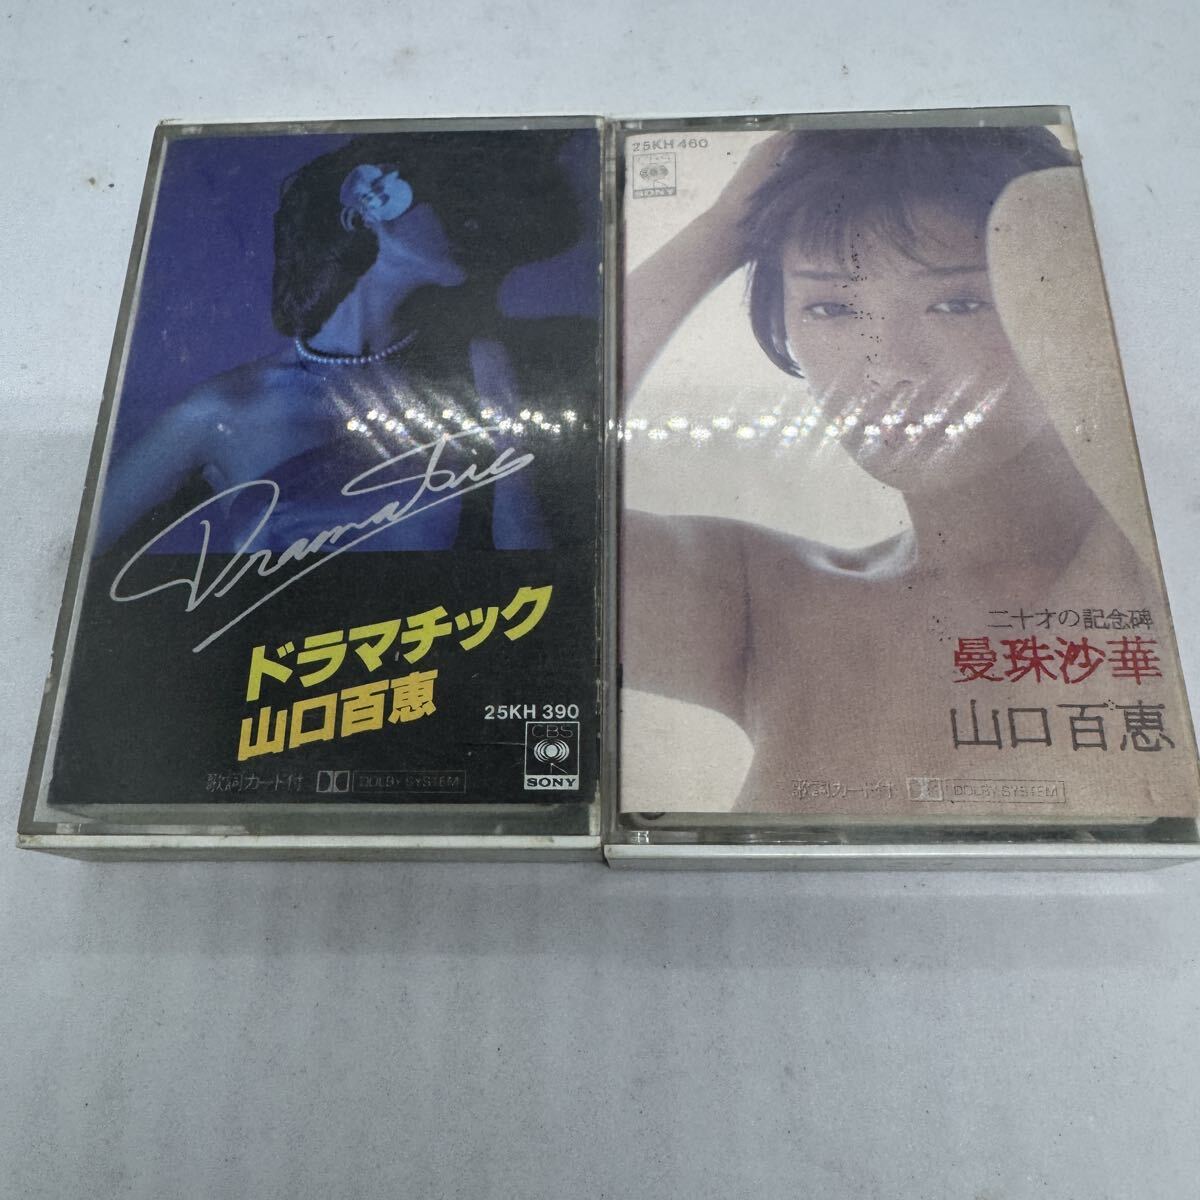 Dramatic
ドラマチック
山口百恵
25KH 390
CBS
SONY
歌詞カード付 DOLBY SYSTEM
25KH 460
CBS
SONY
二十才の記念碑
曼珠沙華
山口百恵
歌詞カード付 DOLBY SYSTEM